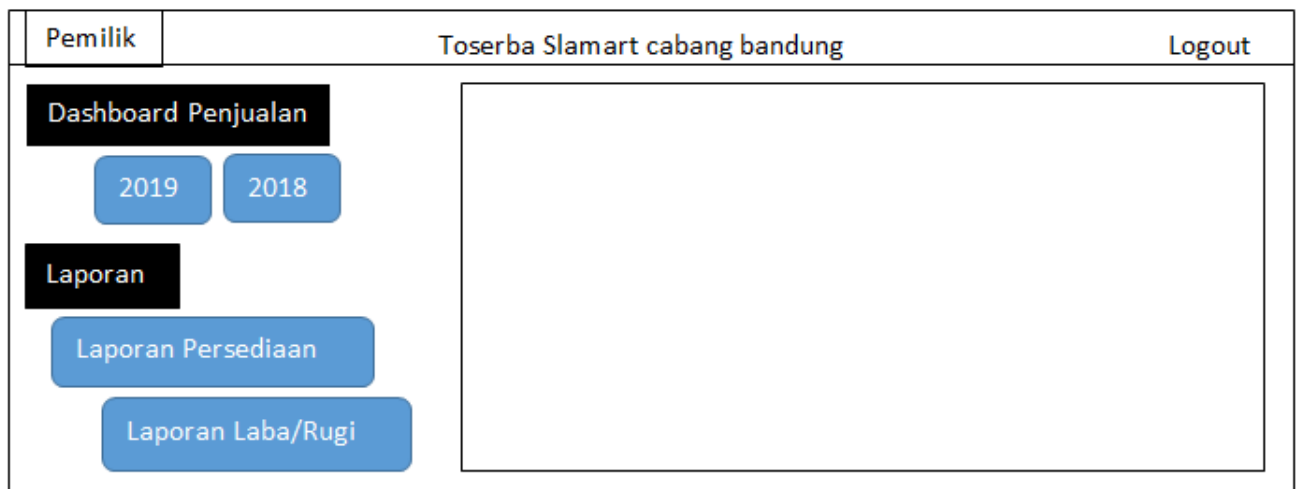 Pemilik
Toserba Slamart cabang bandung
Logout
Dashboard Penjualan
2019
2018
Laporan
Laporan Persediaan
Laporan Laba/Rugi